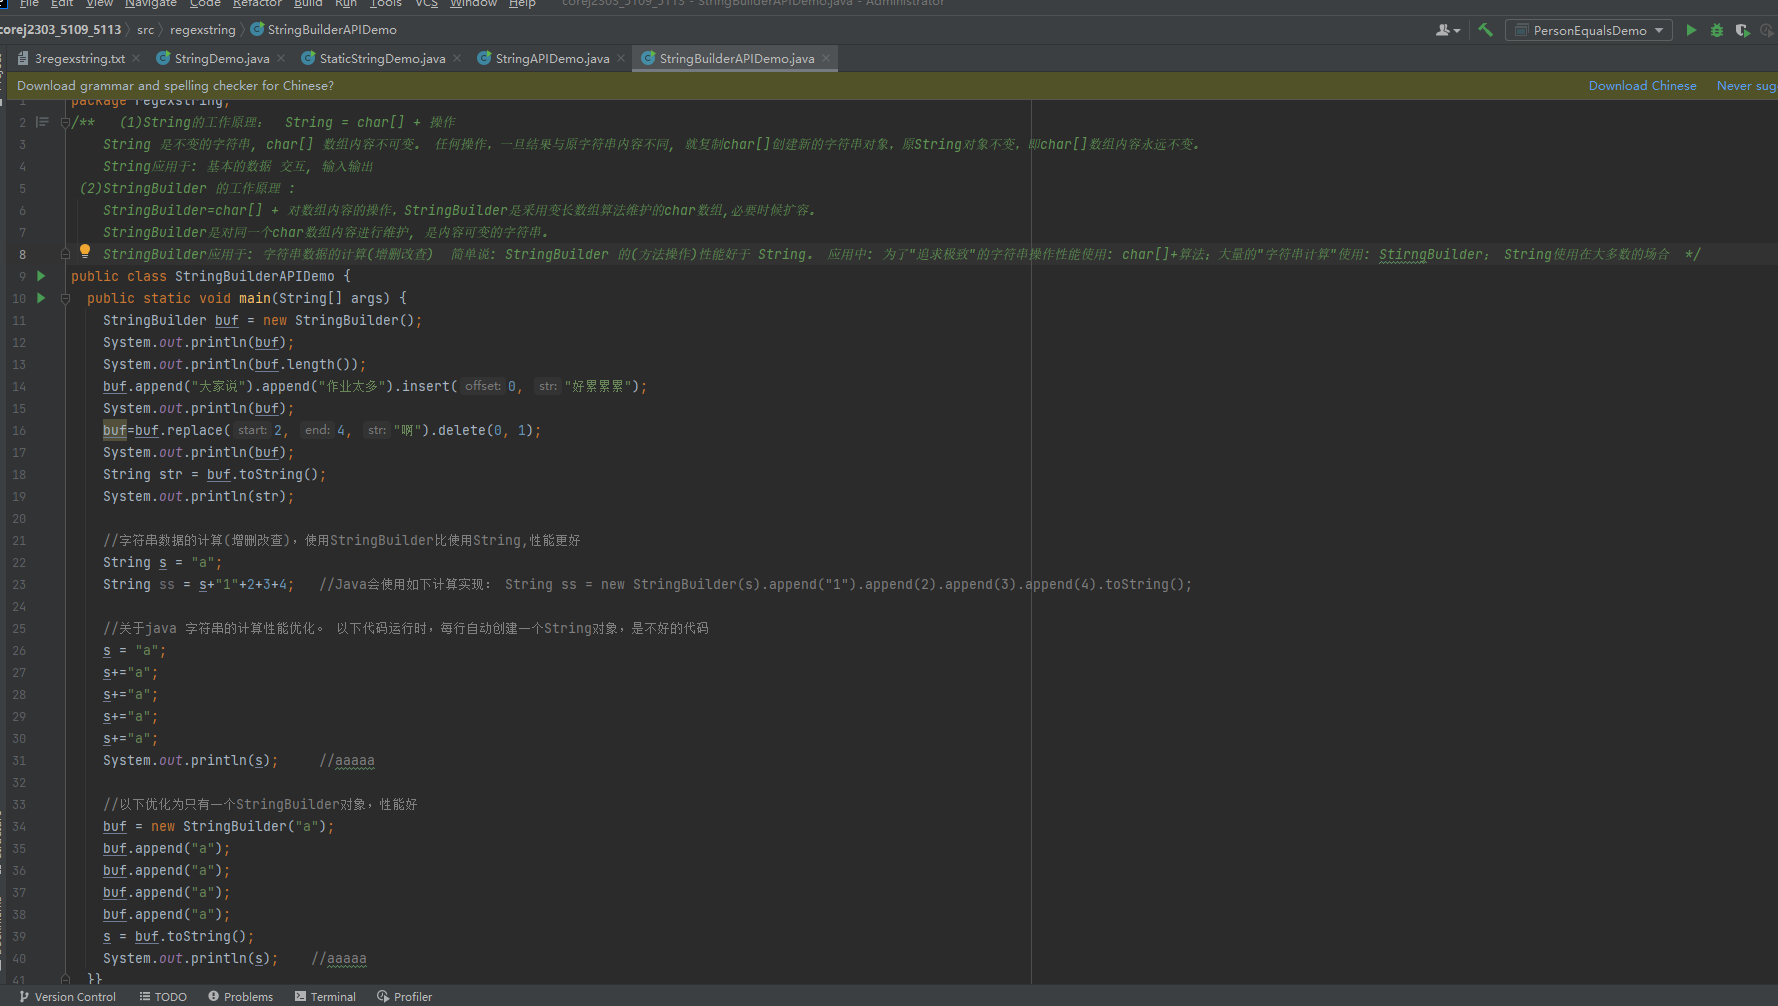 File Edit View Navigate Code Refactor Build Run Tools VCS Window Help corej2303_5109_5113 - StringBuilderAPIDemo.java - Administrator
corej2303_5109_5113 src regexstring StringBuilderAPIDemo PersonEqualsDemo
3regexstring.txt StringDemo.java StaticStringDemo.java StringAPIDemo.java StringBuilderAPIDemo.java
Download grammar and spelling checker for Chinese? Download Chinese Never sug
1 package regexstring;
2 /** (1)String的工作原理： String = char[] + 操作
3 String 是不变的字符串, char[] 数组内容不可变。 任何操作，一旦结果与原字符串内容不同, 就复制char[]创建新的字符串对象，原String对象不变，即char[]数组内容永远不变。
4 String应用于: 基本的数据 交互, 输入输出
5 (2)StringBuilder 的工作原理 :
6 StringBuilder=char[] + 对数组内容的操作，StringBuilder是采用变长数组算法维护的char数组,必要时候扩容。
7 StringBuilder是对同一个char数组内容进行维护, 是内容可变的字符串。
8 StringBuilder应用于: 字符串数据的计算(增删改查) 简单说: StringBuilder 的(方法操作)性能好于 String。 应用中: 为了"追求极致"的字符串操作性能使用: char[]+算法；大量的"字符串计算"使用: StirngBuilder； String使用在大多数的场合 */
9 public class StringBuilderAPIDemo {
10 public static void main(String[] args) {
11 StringBuilder buf = new StringBuilder();
12 System.out.println(buf);
13 System.out.println(buf.length());
14 buf.append("大家说").append("作业太多").insert( offset: 0, str: "好累累累");
15 System.out.println(buf);
16 buf=buf.replace( start: 2, end: 4, str: "啊").delete(0, 1);
17 System.out.println(buf);
18 String str = buf.toString();
19 System.out.println(str);
20
21 //字符串数据的计算(增删改查)，使用StringBuilder比使用String,性能更好
22 String s = "a";
23 String ss = s+"1"+2+3+4; //Java会使用如下计算实现： String ss = new StringBuilder(s).append("1").append(2).append(3).append(4).toString();
24
25 //关于java 字符串的计算性能优化。 以下代码运行时，每行自动创建一个String对象，是不好的代码
26 s = "a";
27 s+="a";
28 s+="a";
29 s+="a";
30 s+="a";
31 System.out.println(s); //aaaaa
32
33 //以下优化为只有一个StringBuilder对象，性能好
34 buf = new StringBuilder("a");
35 buf.append("a");
36 buf.append("a");
37 buf.append("a");
38 buf.append("a");
39 s = buf.toString();
40 System.out.println(s); //aaaaa
41 }}
Version Control TODO Problems Terminal Profiler